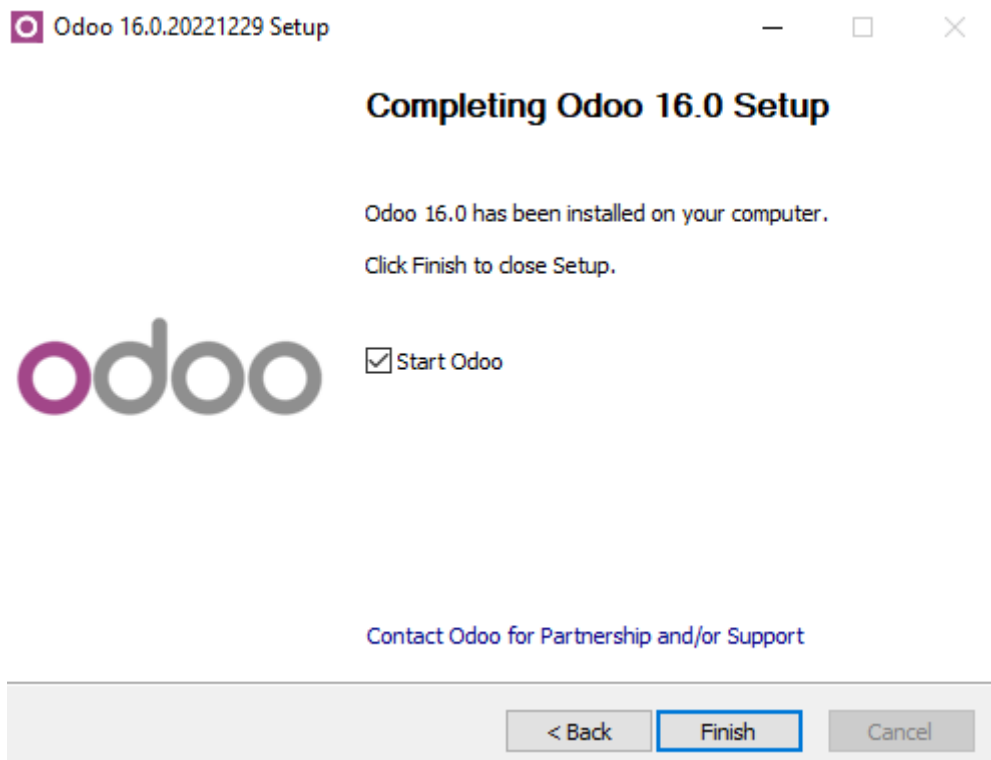 Odoo 16.0.20221229 Setup
Completing Odoo 16.0 Setup
Odoo 16.0 has been installed on your computer.
Click Finish to close Setup.
odoo
Start Odoo
Contact Odoo for Partnership and/or Support
< Back Finish Cancel